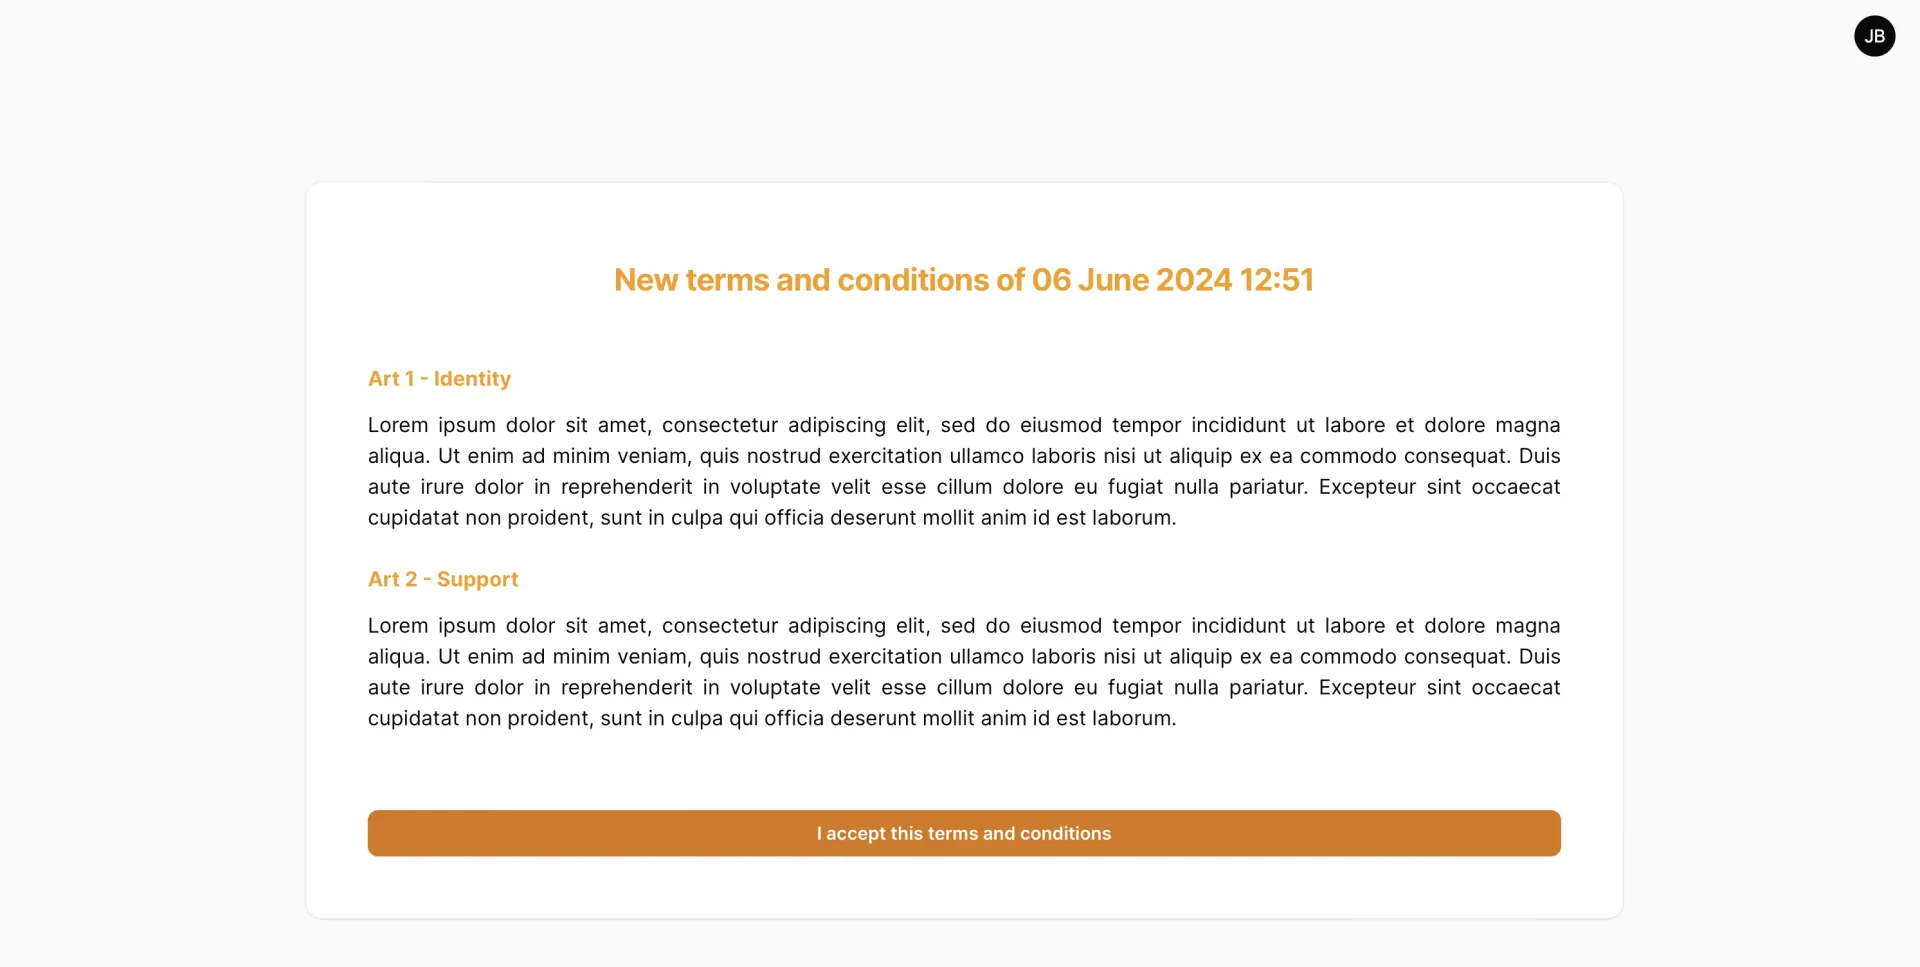 JB
New terms and conditions of 06 June 2024 12:51
Art 1 - Identity
Lorem ipsum dolor sit amet, consectetur adipiscing elit, sed do eiusmod tempor incididunt ut labore et dolore magna
aliqua. Ut enim ad minim veniam, quis nostrud exercitation ullamco laboris nisi ut aliquip ex ea commodo consequat. Duis
aute irure dolor in reprehenderit in voluptate velit esse cillum dolore eu fugiat nulla pariatur. Excepteur sint occaecat
cupidatat non proident, sunt in culpa qui officia deserunt mollit anim id est laborum.
Art 2 - Support
Lorem ipsum dolor sit amet, consectetur adipiscing elit, sed do eiusmod tempor incididunt ut labore et dolore magna
aliqua. Ut enim ad minim veniam, quis nostrud exercitation ullamco laboris nisi ut aliquip ex ea commodo consequat. Duis
aute irure dolor in reprehenderit in voluptate velit esse cillum dolore eu fugiat nulla pariatur. Excepteur sint occaecat
cupidatat non proident, sunt in culpa qui officia deserunt mollit anim id est laborum.
I accept this terms and conditions